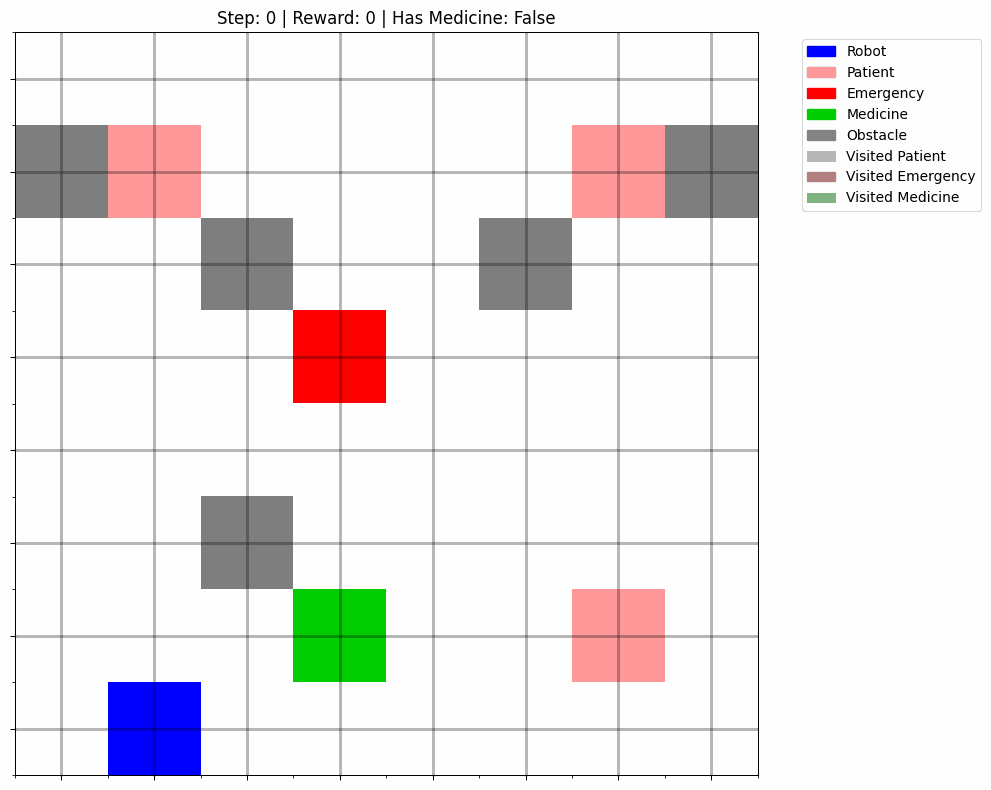 Step: 0 | Reward: 0 | Has Medicine: False
Robot
Patient
Emergency
Medicine
Obstacle
Visited Patient
Visited Emergency
Visited Medicine